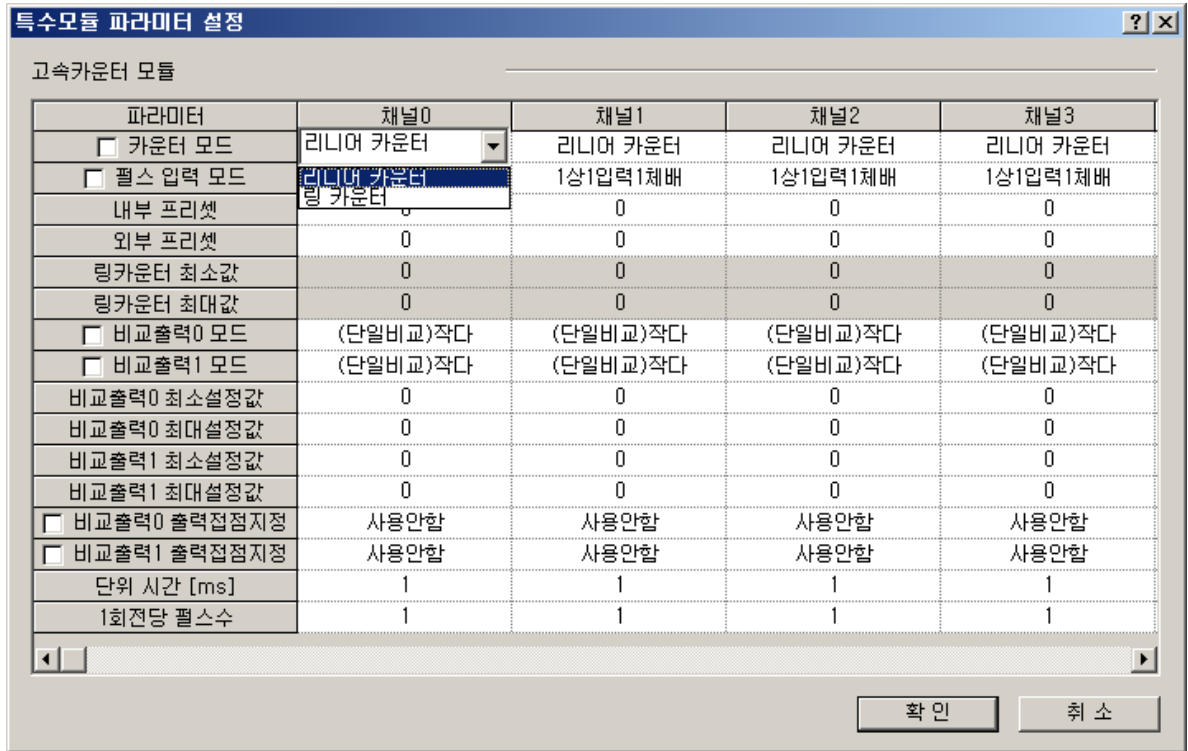 특수모듈 파라미터 설정
고속카운터 모듈
파라미터 채널0 채널1 채널2 채널3
카운터 모드 리니어 카운터 리니어 카운터 리니어 카운터 리니어 카운터
펄스 입력 모드 리니어 카운터 1상1입력1체배 1상1입력1체배 1상1입력1체배
링 카운터
내부 프리셋 0 0 0 0
외부 프리셋 0 0 0 0
링카운터 최소값 0 0 0 0
링카운터 최대값 0 0 0 0
비교출력0 모드 (단일비교)작다 (단일비교)작다 (단일비교)작다 (단일비교)작다
비교출력1 모드 (단일비교)작다 (단일비교)작다 (단일비교)작다 (단일비교)작다
비교출력0 최소설정값 0 0 0 0
비교출력0 최대설정값 0 0 0 0
비교출력1 최소설정값 0 0 0 0
비교출력1 최대설정값 0 0 0 0
비교출력0 출력접점지정 사용안함 사용안함 사용안함 사용안함
비교출력1 출력접점지정 사용안함 사용안함 사용안함 사용안함
단위 시간 [ms] 1 1 1 1
1회전당 펄스수 1 1 1 1
확 인 취 소